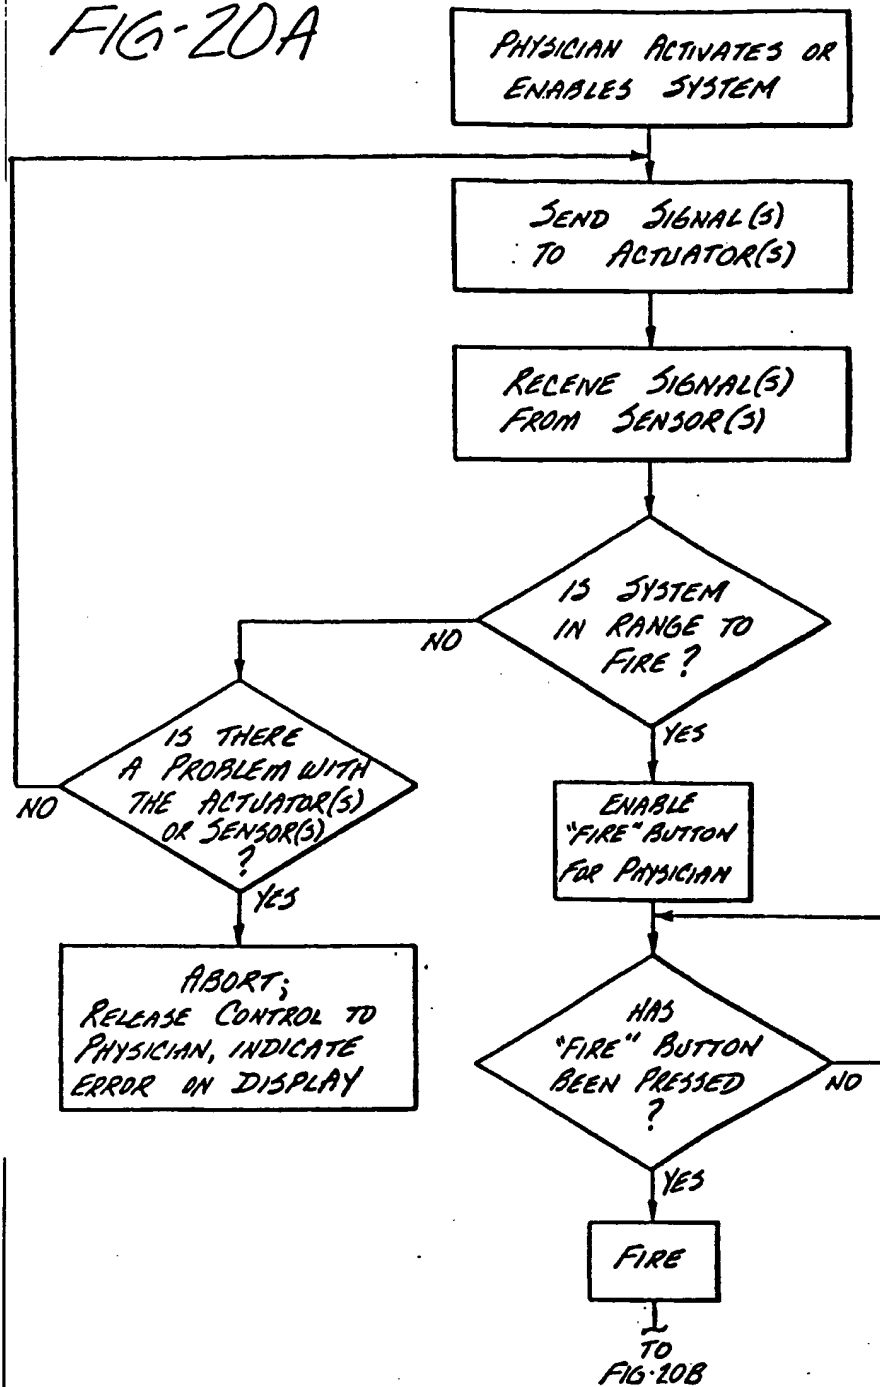 FIG-20A
PHYSICIAN ACTIVATES OR
ENABLES SYSTEM
SEND SIGNAL(S)
TO ACTUATOR(S)
RECEIVE SIGNAL(S)
FROM SENSOR(S)
IS SYSTEM
IN RANGE TO
FIRE?
NO
YES
IS THERE
A PROBLEM WITH
THE ACTUATOR(S)
OR SENSOR(S)
?
NO
YES
ABORT;
RELEASE CONTROL TO
PHYSICIAN, INDICATE
ERROR ON DISPLAY
ENABLE
"FIRE" BUTTON
FOR PHYSICIAN
HAS
"FIRE" BUTTON
BEEN PRESSED
?
NO
YES
FIRE
TO
FIG-20B